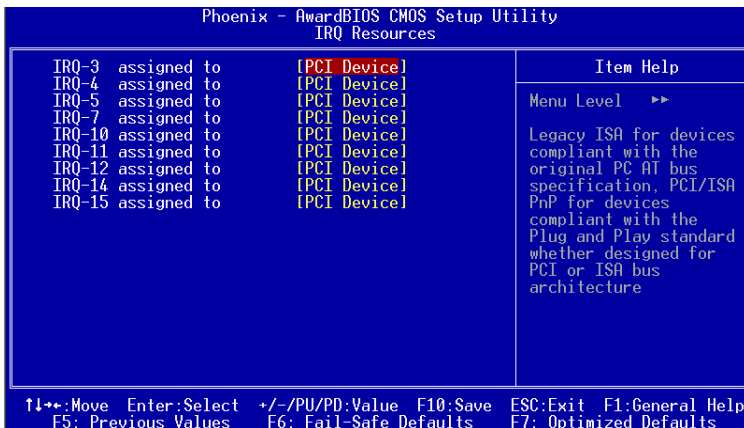 Phoenix - AwardBIOS CMOS Setup Utility
IRQ Resources
IRQ-3 assigned to [PCI Device]
IRQ-4 assigned to [PCI Device]
IRQ-5 assigned to [PCI Device]
IRQ-7 assigned to [PCI Device]
IRQ-10 assigned to [PCI Device]
IRQ-11 assigned to [PCI Device]
IRQ-12 assigned to [PCI Device]
IRQ-14 assigned to [PCI Device]
IRQ-15 assigned to [PCI Device]
Item Help
Menu Level ►►
Legacy ISA for devices
compliant with the
original PC AT bus
specification, PCI/ISA
PnP for devices
compliant with the
Plug and Play standard
whether designed for
PCI or ISA bus
architecture
↑↓→←:Move Enter:Select +/-/PU/PD:Value F10:Save ESC:Exit F1:General Help
F5: Previous Values F6: Fail-Safe Defaults F7: Optimized Defaults